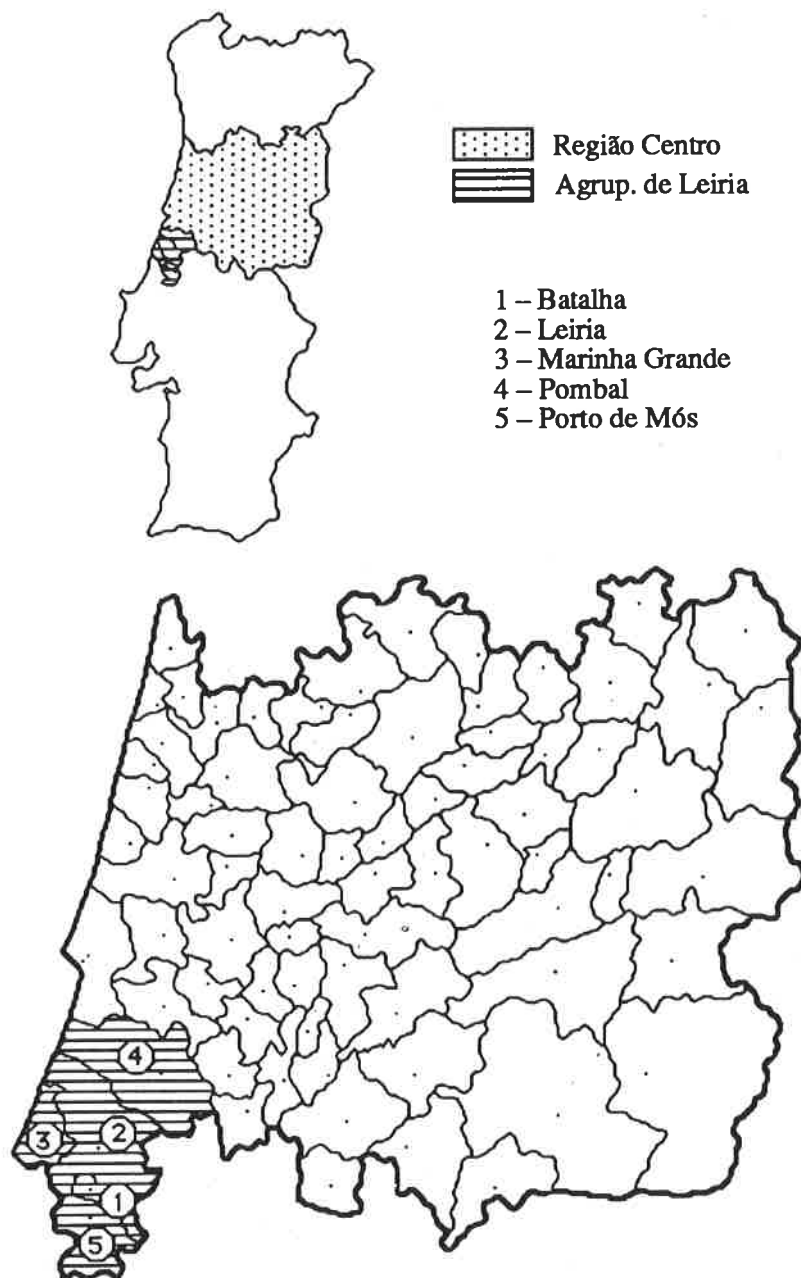 Região Centro
Agrup. de Leiria
1 – Batalha
2 – Leiria
3 – Marinha Grande
4 – Pombal
5 – Porto de Mós
4
3
2
1
5